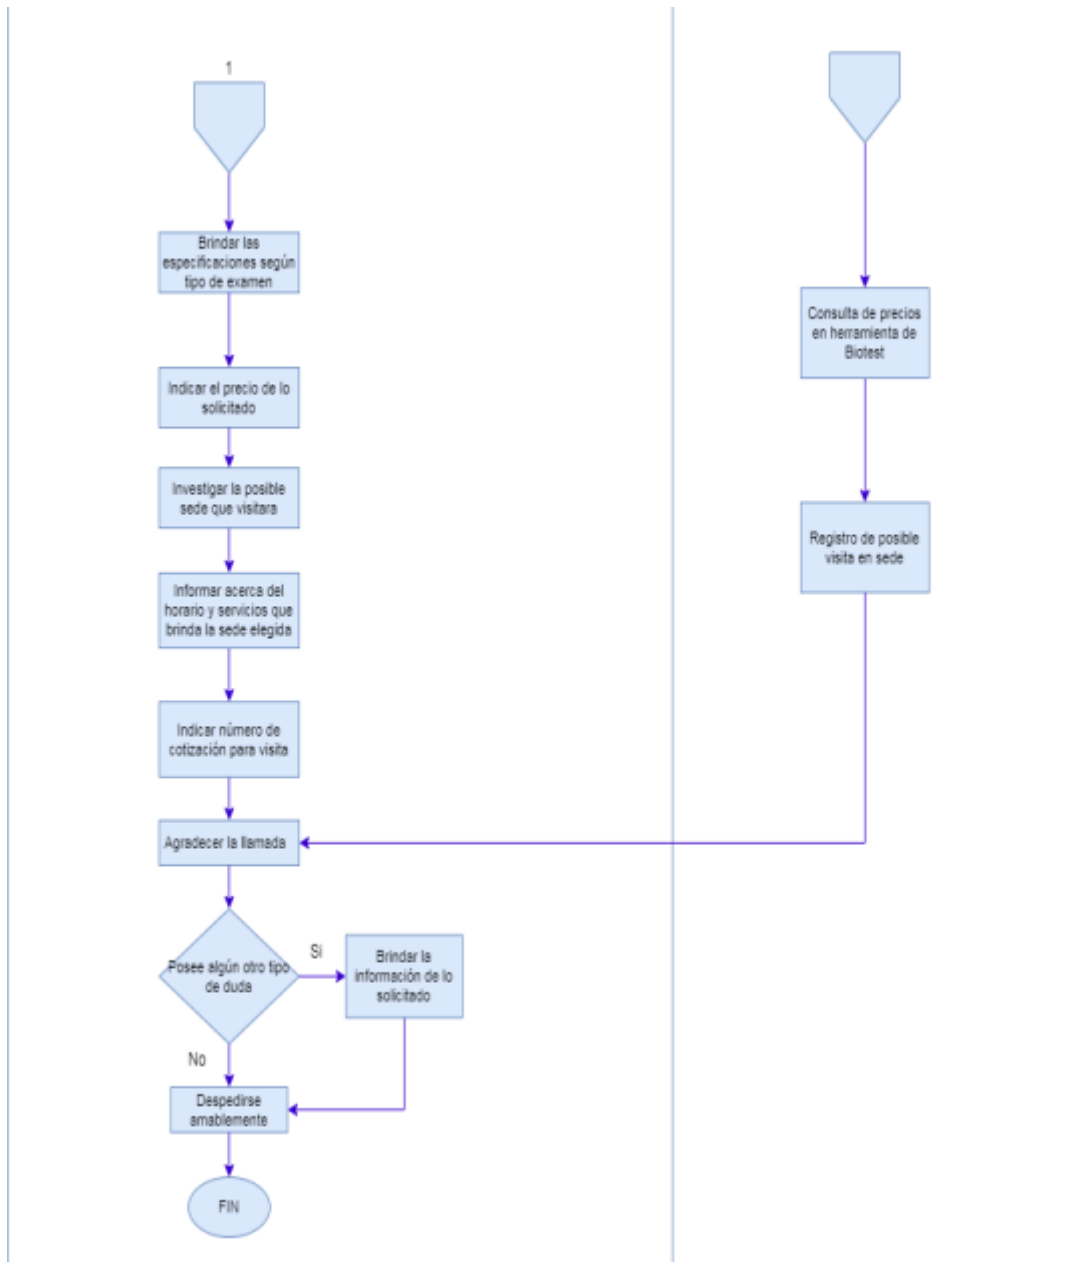 1
Brindar las
especificaciones según
tipo de examen
Indicar el precio de lo
solicitado
Investigar la posible
sede que visitara
Informar acerca del
horario y servicios que
brinda la sede elegida
Indicar número de
cotización para visita
Agradecer la llamada
Posee algún otro tipo
de duda
Si
Brindar la
información de lo
solicitado
No
Despedirse
amablemente
FIN
Consulta de precios
en herramienta de
Biotest
Registro de posible
visita en sede